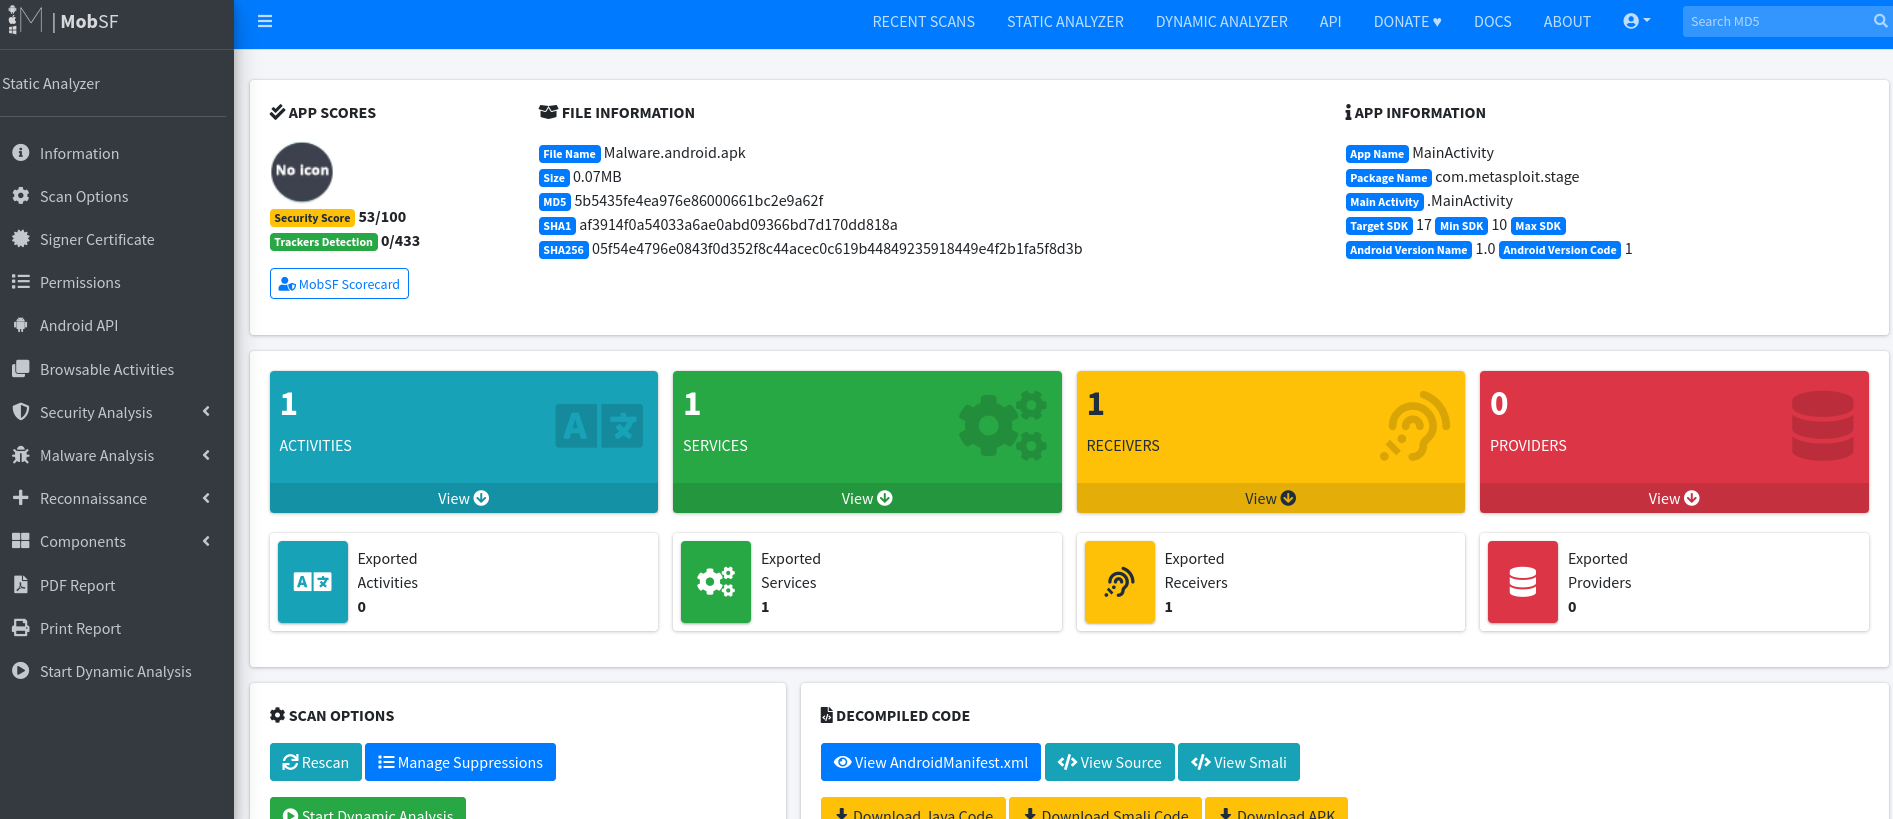 | MobSF
RECENT SCANS STATIC ANALYZER DYNAMIC ANALYZER API DONATE ♥ DOCS ABOUT Search MD5
Static Analyzer
Information
Scan Options
Signer Certificate
Permissions
Android API
Browsable Activities
Security Analysis
Malware Analysis
Reconnaissance
Components
PDF Report
Print Report
Start Dynamic Analysis
APP SCORES
No icon
Security Score 53/100
Trackers Detection 0/433
MobSF Scorecard
FILE INFORMATION
File Name Malware.android.apk
Size 0.07MB
MD5 5b5435fe4ea976e86000661bc2e9a62f
SHA1 af3914f0a54033a6ae0abd09366bd7d170dd818a
SHA256 05f54e4796e0843f0d352f8c44acec0c619b44849235918449e4f2b1fa5f8d3b
APP INFORMATION
App Name MainActivity
Package Name com.metasploit.stage
Main Activity .MainActivity
Target SDK 17 Min SDK 10 Max SDK
Android Version Name 1.0 Android Version Code 1
1
ACTIVITIES
View
1
SERVICES
View
1
RECEIVERS
View
0
PROVIDERS
View
Exported
Activities
0
Exported
Services
1
Exported
Receivers
1
Exported
Providers
0
SCAN OPTIONS
Rescan Manage Suppressions
Start Dynamic Analysis
DECOMPILED CODE
View AndroidManifest.xml View Source View Smali
Download Java Code Download Smali Code Download APK